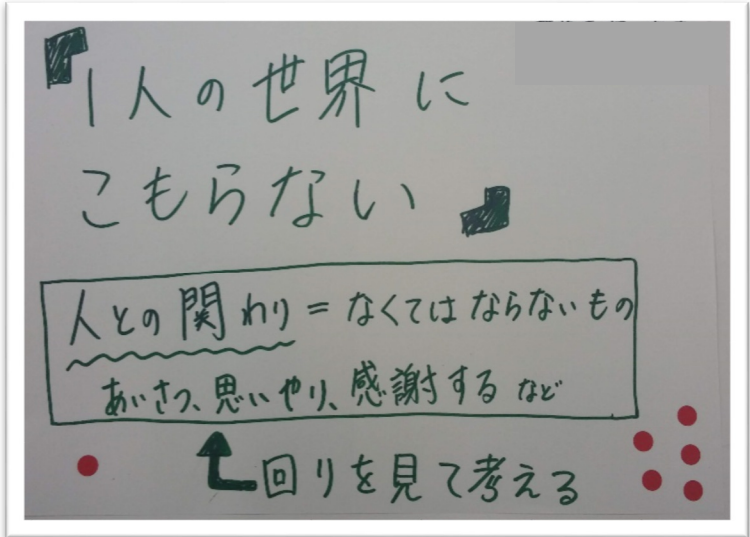 『1人の世界に
こもらない』
人との関わり=なくてはならないもの
あいさつ、思いやり、感謝する など
回りを見て考える